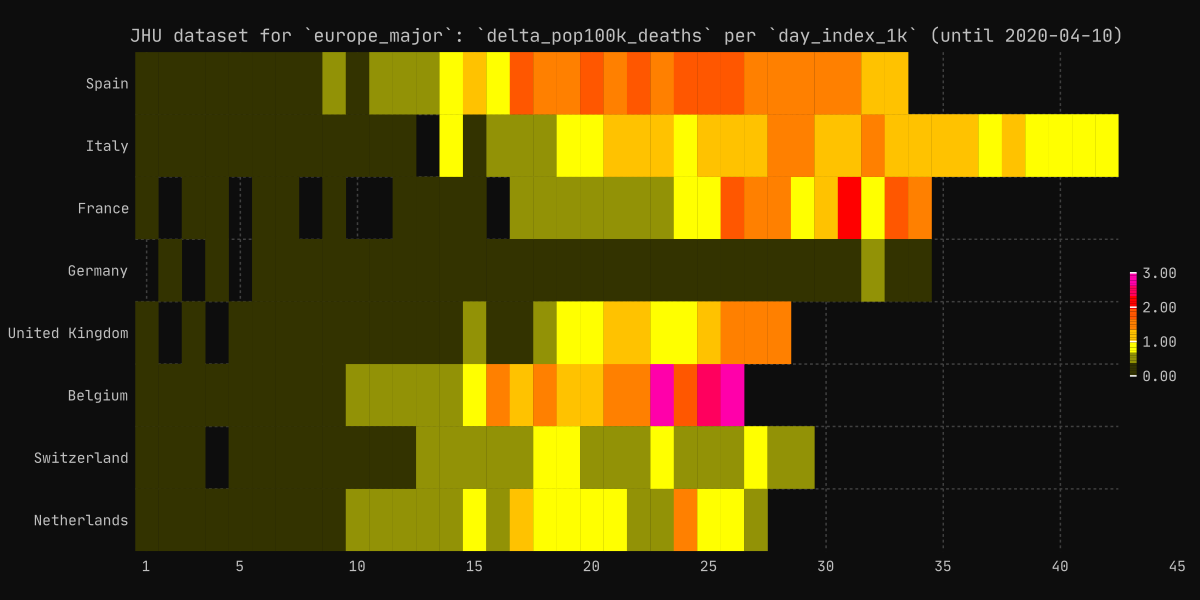 JHU dataset for `europe_major`: `delta_pop100k_deaths` per `day_index_1k` (until 2020-04-10)
Spain
Italy
France
Germany
United Kingdom
Belgium
Switzerland
Netherlands
3.00
2.00
1.00
0.00
1 5 10 15 20 25 30 35 40 45